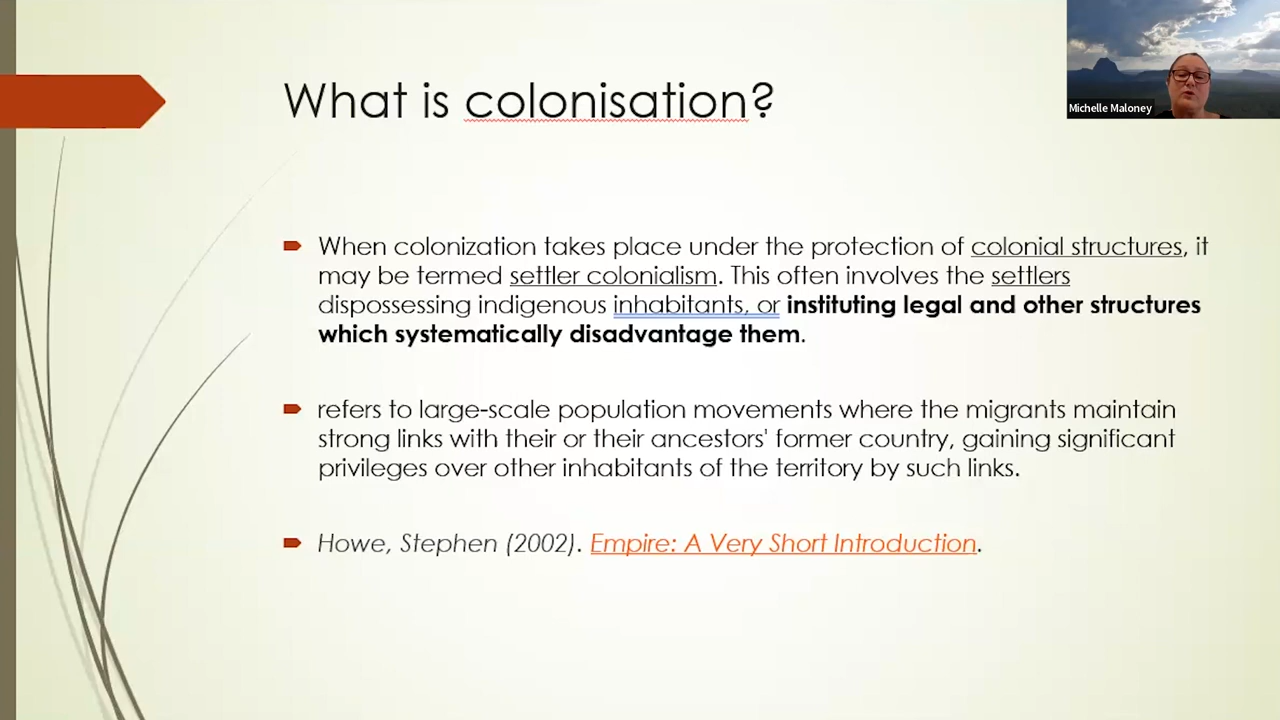 What is colonisation?
Michelle Maloney
When colonization takes place under the protection of colonial structures, it
may be termed settler colonialism. This often involves the settlers
dispossessing indigenous inhabitants, or instituting legal and other structures
which systematically disadvantage them.
refers to large-scale population movements where the migrants maintain
strong links with their or their ancestors' former country, gaining significant
privileges over other inhabitants of the territory by such links.
Howe, Stephen (2002). Empire: A Very Short Introduction.